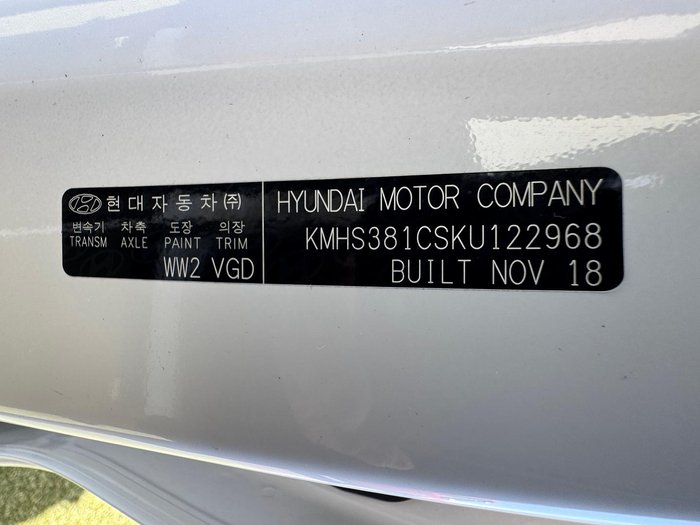 현대자동차㈜
변속기 차축 도장 의장
TRANSM AXLE PAINT TRIM
WW2 VGD
HYUNDAI MOTOR COMPANY
KMHS381CSKU122968
BUILT NOV 18